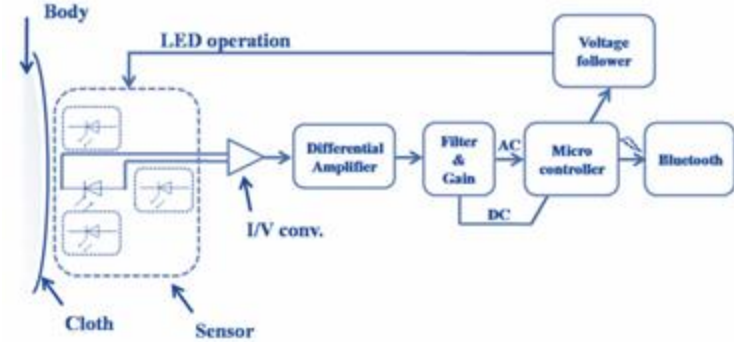 Body
LED operation
Voltage
follower
Differential
Amplifier
Filter
&
Gain
AC
DC
Micro
controller
Bluetooth
I/V conv.
Cloth
Sensor